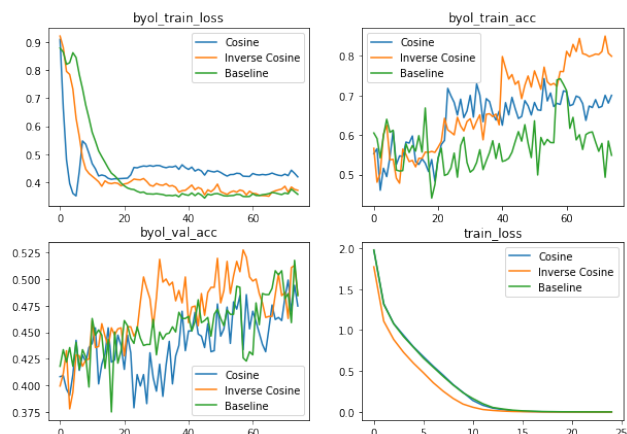 byol_train_loss
0.9
0.8
0.7
0.6
0.5
0.4
0
20
40
60
Cosine
Inverse Cosine
Baseline
byol_train_acc
0.8
0.7
0.6
0.5
0
20
40
60
Cosine
Inverse Cosine
Baseline
byol_val_acc
0.525
0.500
0.475
0.450
0.425
0.400
0.375
0
20
40
60
Cosine
Inverse Cosine
Baseline
train_loss
2.0
1.5
1.0
0.5
0.0
0
5
10
15
20
25
Cosine
Inverse Cosine
Baseline